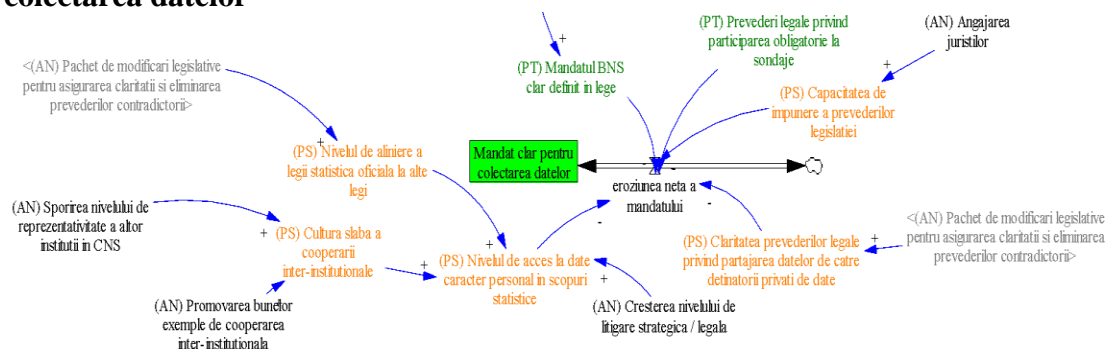 colectarea datelor
(PT) Prevederi legale privind
participarea obligatorie la
sondaje
(AN) Angajarea
juristilor
+
(PT) Mandatul BNS
clar definit in lege
<(AN) Pachet de modificari legislative
pentru asigurarea claritatii si eliminarea
prevederilor contradictorii>
+
(PS) Capacitatea de
impunere a prevederilor
legislatiei
+
(PS) Nivelul de aliniere a
legii statistica oficiala la alte
legi
Mandat clar pentru
colectarea datelor
-
-
eroziunea neta a
mandatului
-
-
(AN) Sporirea nivelului de
reprezentativitate a altor
institutii in CNS
+
(PS) Cultura slaba a
cooperarii
inter-institutionale
+
+
(PS) Nivelul de acces la date
caracter personal in scopuri
statistice
+
(PS) Claritatea prevederilor legale
privind partajarea datelor de catre
detinatorii privati de date
+
<(AN) Pachet de modificari legislative
pentru asigurarea claritatii si eliminarea
prevederilor contradictorii>
(AN) Promovarea bunelor
exemple de cooperarea
inter-institutionala
(AN) Cresterea nivelului de
litigare strategica / legala